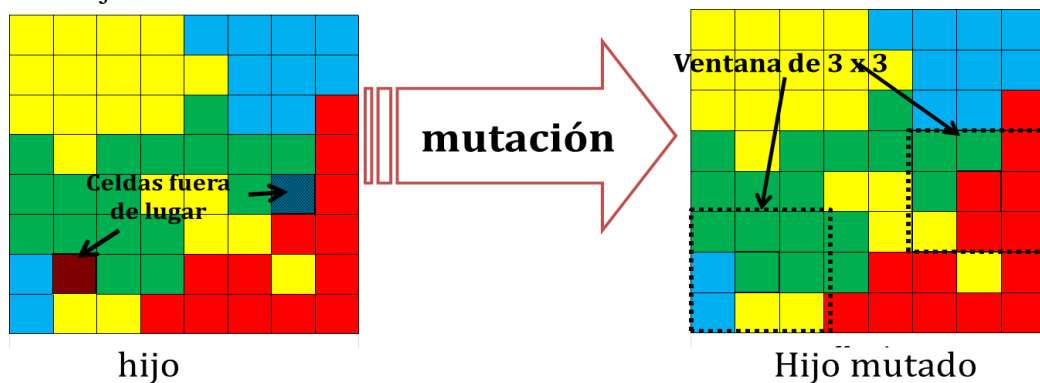 Celdas fuera
de lugar
hijo
mutación
Ventana de 3 x 3
Hijo mutado